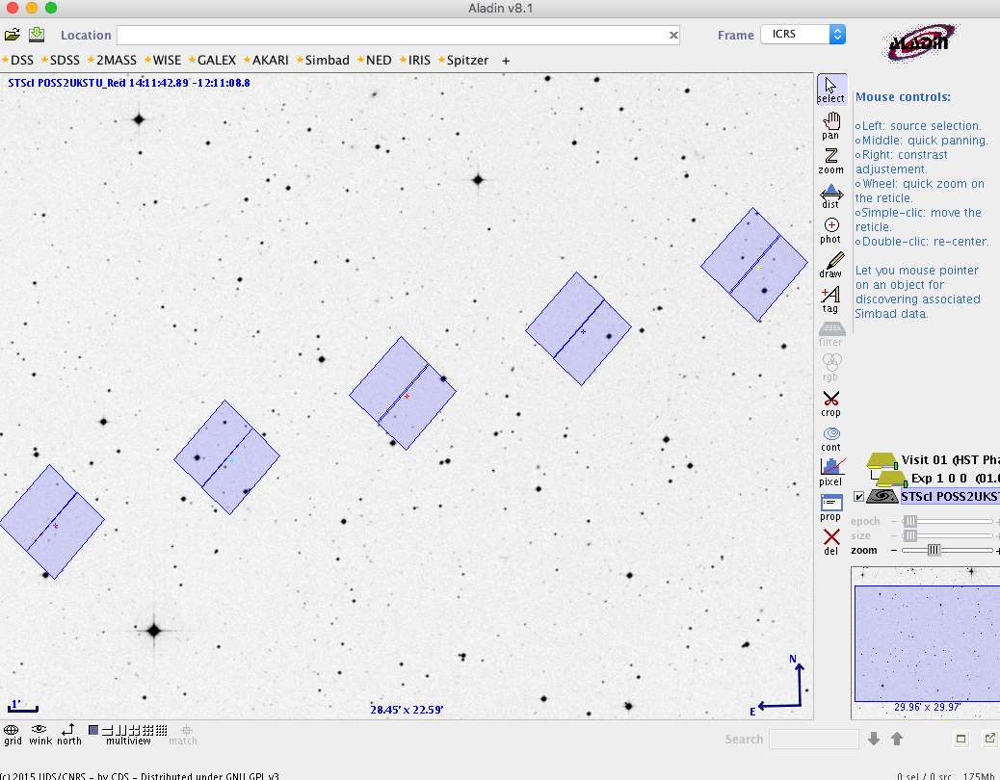 Aladin v8.1
Location
Frame ICRS
ALADIN
DSS SDSS 2MASS WISE GALEX AKARI Simbad NED IRIS Spitzer +
STScI POSS2UKSTU_Red 14:11:42.89 -12:11:08.8
select
pan
zoom
dist
phot
draw
tag
filter
rgb
crop
cont
pixel
prop
del
Mouse controls:
Left: source selection.
Middle: quick panning.
Right: constrast
adjustement.
Wheel: quick zoom on
the reticle.
Simple-clic: move the
reticle.
Double-clic: re-center.
Let you mouse pointer
on an object for
discovering associated
Simbad data.
Visit 01 (HST Pha
Exp 1 0 0 (01.0
STScI POSS2UKST
epoch
size
zoom
N
E
1'
28.45' x 22.59'
29.96' x 29.97'
grid wink north multiview match
Search
(c) 2015 UDS/CNRS - by CDS - Distributed under GNU GPL v3
0 sel / 0 src 175Mb